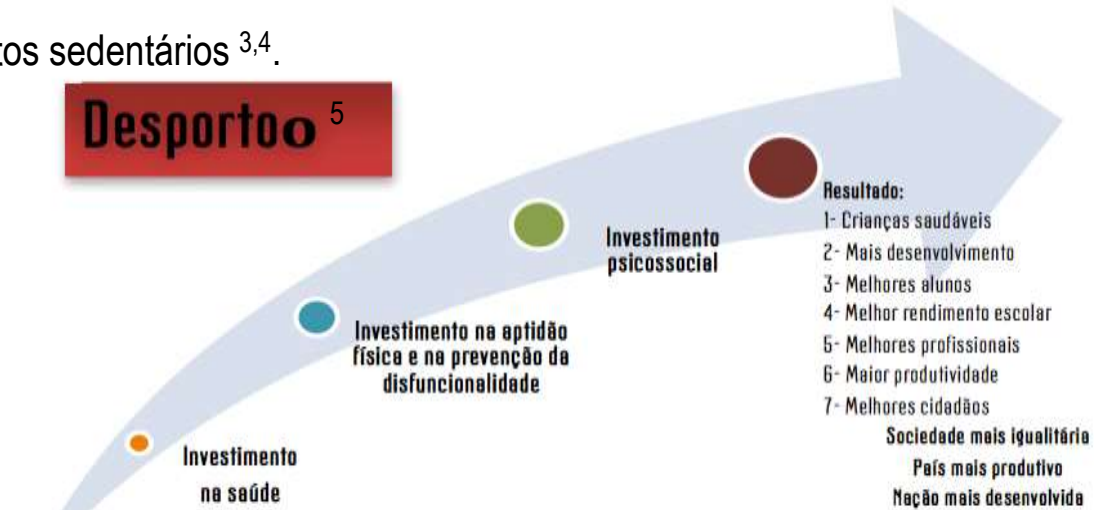 tos sedentários 3,4.
Desportoo 5
Investimento
na saúde
Investimento na aptidão
física e na prevenção da
disfuncionalidade
Investimento
psicossocial
Resultado:
1- Crianças saudáveis
2- Mais desenvolvimento
3- Melhores alunos
4- Melhor rendimento escolar
5- Melhores profissionais
6- Maior produtividade
7- Melhores cidadãos
Sociedade mais igualitária
País mais produtivo
Nação mais desenvolvida